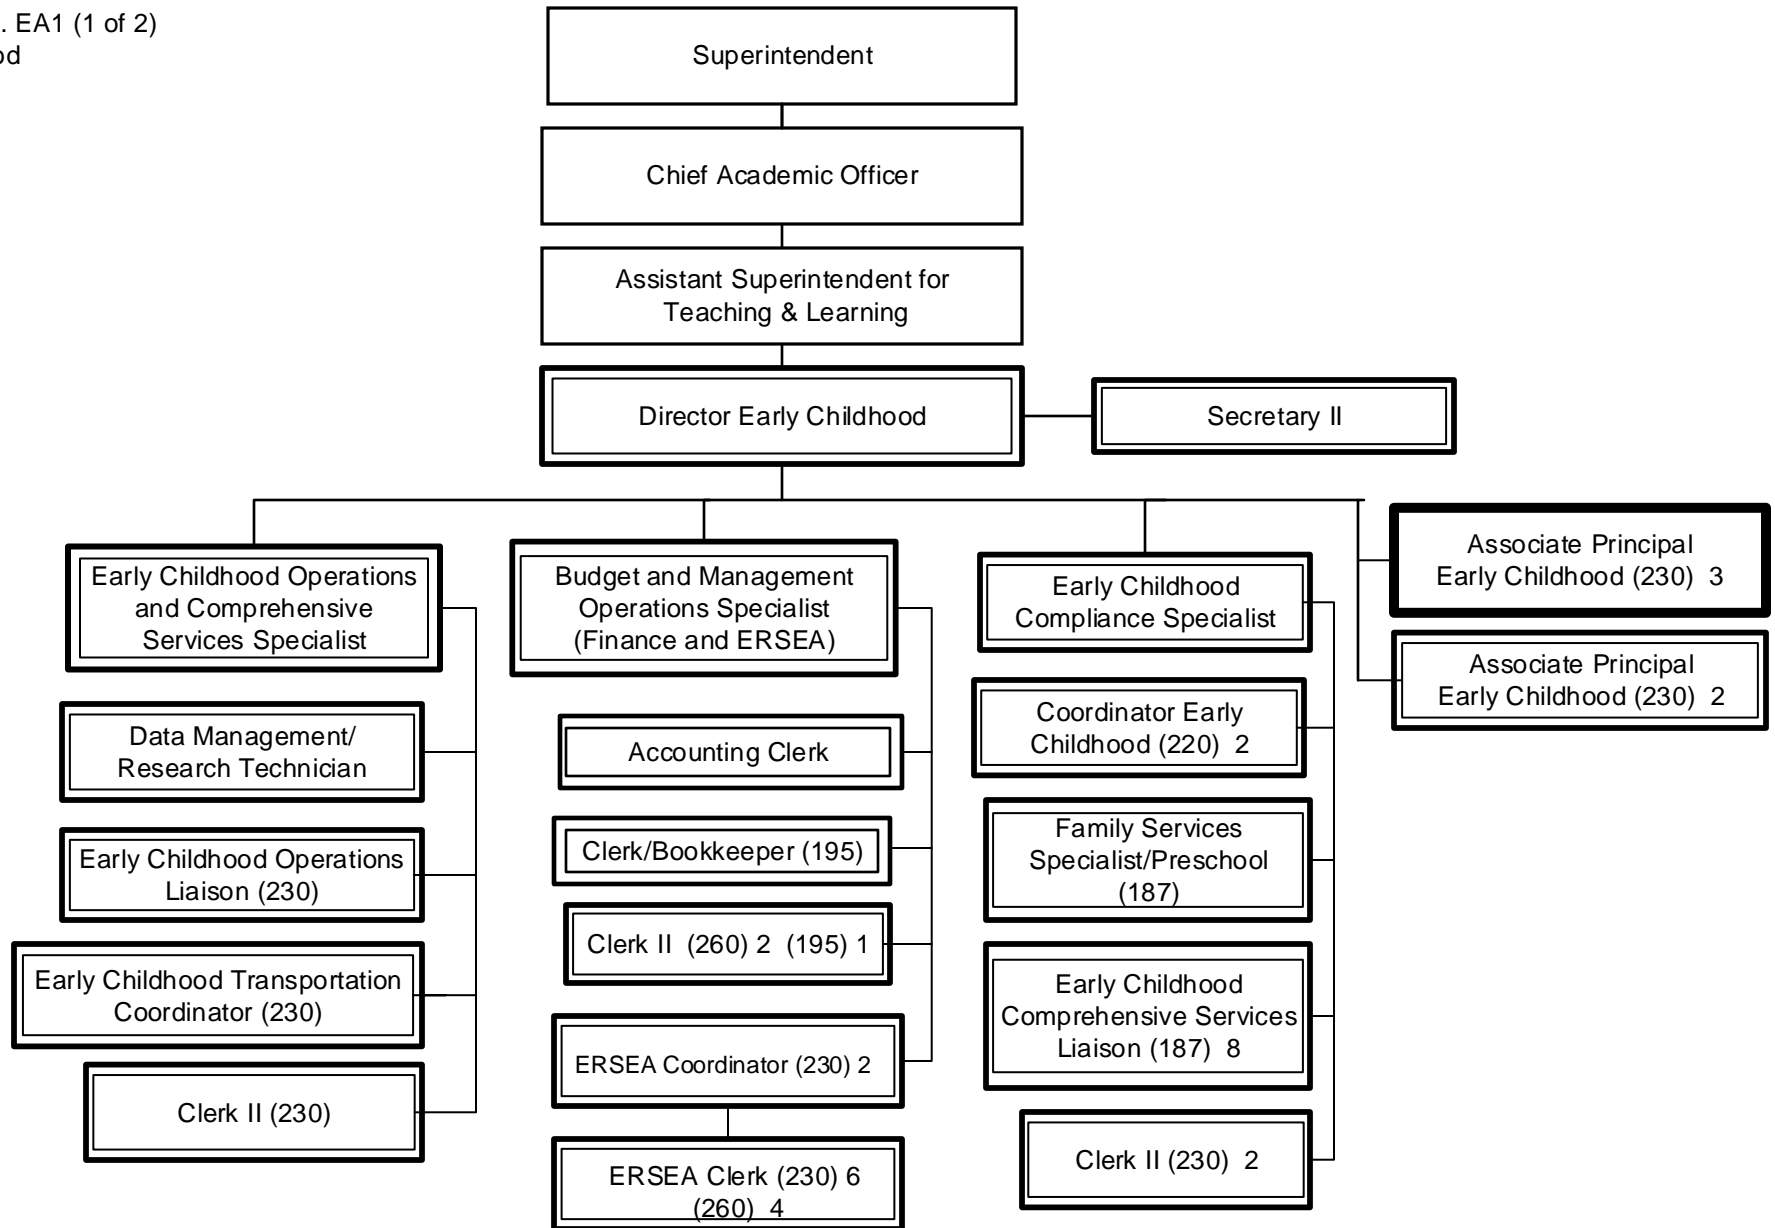 . EA1 (1 of 2)
Superintendent
Chief Academic Officer
Assistant Superintendent for
Teaching & Learning
Director Early Childhood
Secretary II
Early Childhood Operations
and Comprehensive
Services Specialist
Data Management/
Research Technician
Early Childhood Operations
Liaison (230)
Early Childhood Transportation
Coordinator (230)
Clerk II (230)
Budget and Management
Operations Specialist
(Finance and ERSEA)
Accounting Clerk
Clerk/Bookkeeper (195)
Clerk II (260) 2 (195) 1
ERSEA Coordinator (230) 2
ERSEA Clerk (230) 6
(260) 4
Early Childhood
Compliance Specialist
Coordinator Early
Childhood (220) 2
Family Services
Specialist/Preschool
(187)
Early Childhood
Comprehensive Services
Liaison (187) 8
Clerk II (230) 2
Associate Principal
Early Childhood (230) 3
Associate Principal
Early Childhood (230) 2